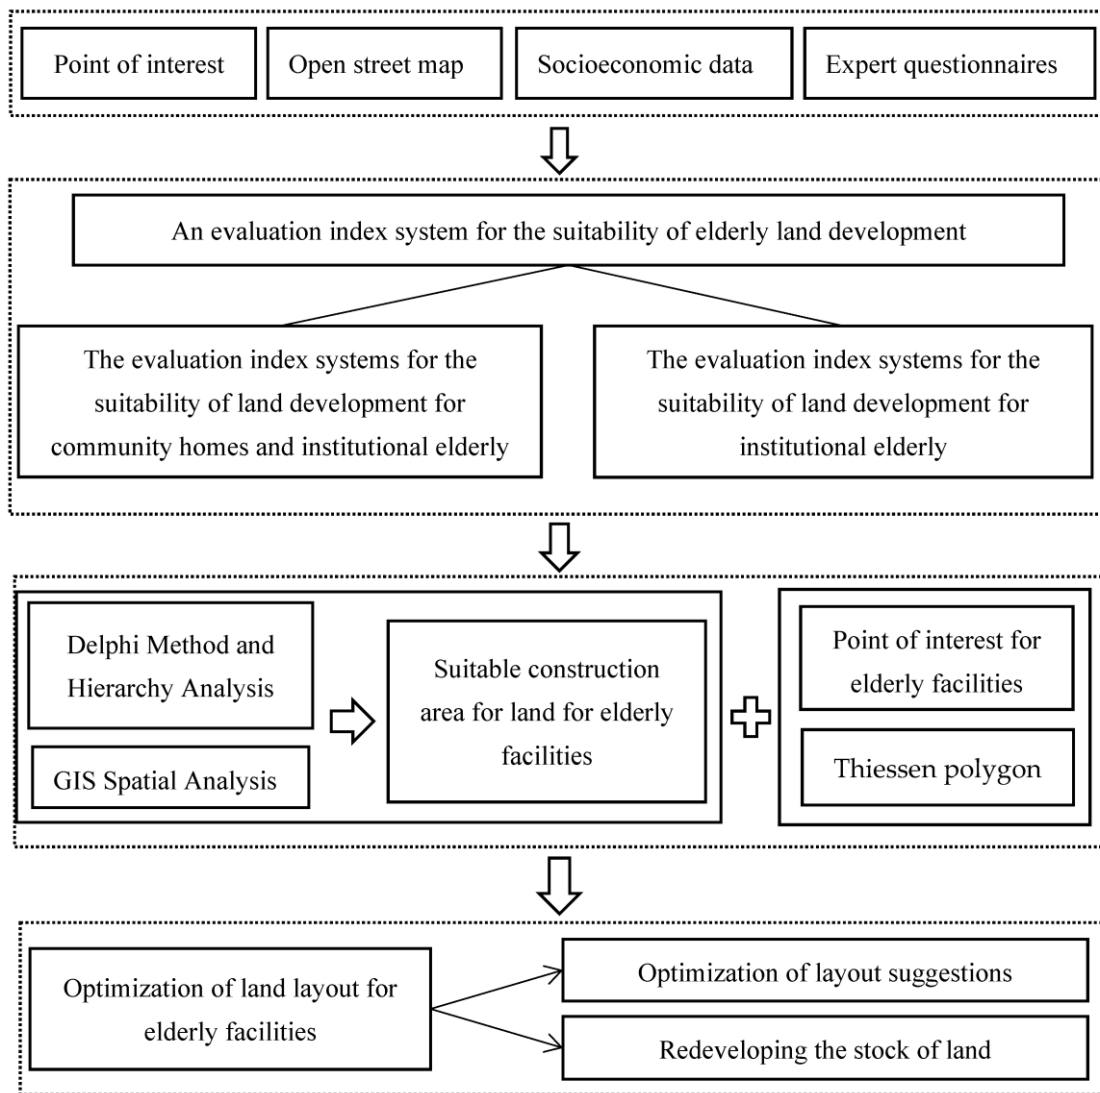 Point of interest
Open street map
Socioeconomic data
Expert questionnaires
An evaluation index system for the suitability of elderly land development
The evaluation index systems for the
suitability of land development for
community homes and institutional elderly
The evaluation index systems for the
suitability of land development for
institutional elderly
Delphi Method and
Hierarchy Analysis
GIS Spatial Analysis
Suitable construction
area for land for elderly
facilities
Point of interest for
elderly facilities
Thiessen polygon
Optimization of land layout for
elderly facilities
Optimization of layout suggestions
Redeveloping the stock of land